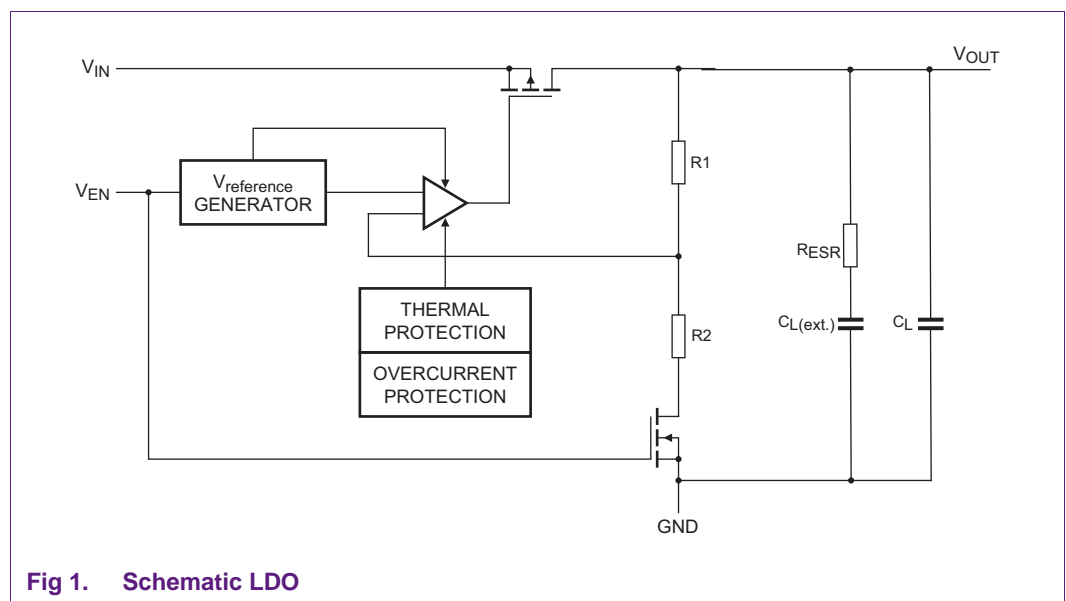 VIN
VOUT
R1
VEN
Vreference
GENERATOR
RESR
THERMAL
PROTECTION
CL(ext.)
CL
R2
OVERCURRENT
PROTECTION
GND
Fig 1. Schematic LDO